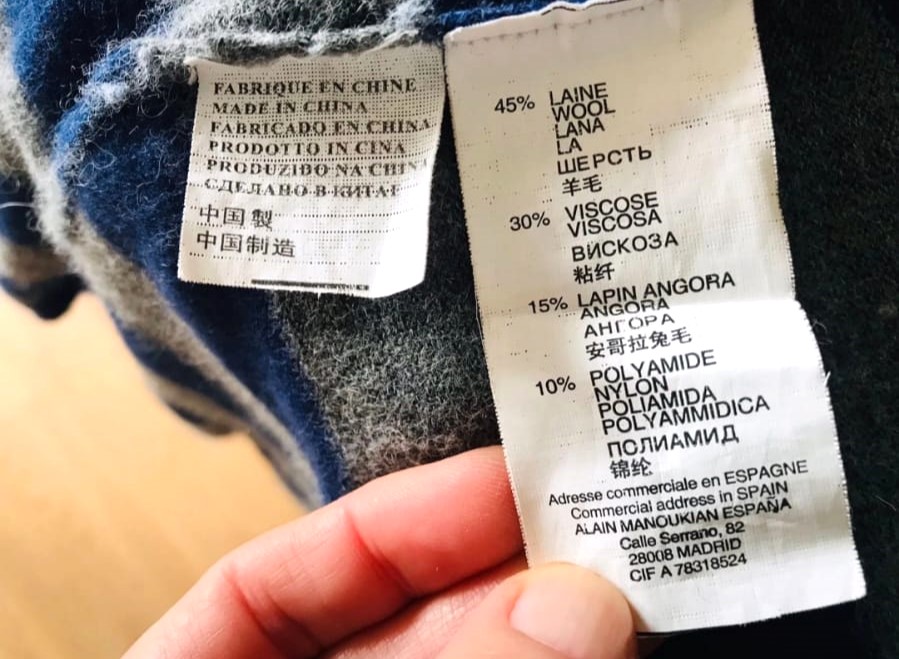 FABRIQUE EN CHINE
MADE IN CHINA
FABRICADO EN CHINA
PRODOTTO IN CINA
PRODUZIDO NA CHINA
СДЕЛАНО В КИТАЕ
中国製
中国制造
45% LAINE
WOOL
LANA
LA
ШЕРСТЬ
羊毛
30% VISCOSE
VISCOSA
ВИСКОЗА
粘纤
15% LAPIN ANGORA
ANGORA
АНГОРА
安哥拉兔毛
10% POLYAMIDE
NYLON
POLIAMIDA
POLYAMMIDICA
ПОЛИАМИД
锦纶
Adresse commerciale en ESPAGNE
Commercial address in SPAIN
ALAIN MANOUKIAN ESPAÑA
Calle Serrano, 82
28008 MADRID
CIF A 78318524